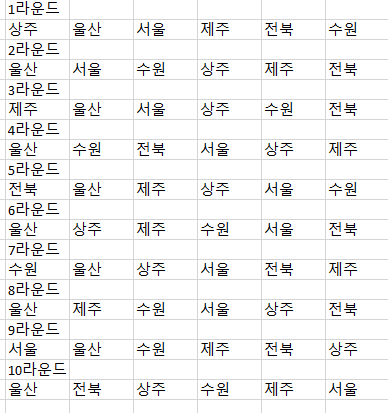 1라운드
상주 울산 서울 제주 전북 수원
2라운드
울산 서울 수원 상주 제주 전북
3라운드
제주 울산 서울 상주 수원 전북
4라운드
울산 수원 전북 서울 상주 제주
5라운드
전북 울산 제주 상주 서울 수원
6라운드
울산 상주 제주 수원 서울 전북
7라운드
수원 울산 상주 서울 전북 제주
8라운드
울산 제주 수원 서울 상주 전북
9라운드
서울 울산 수원 제주 전북 상주
10라운드
울산 전북 상주 수원 제주 서울